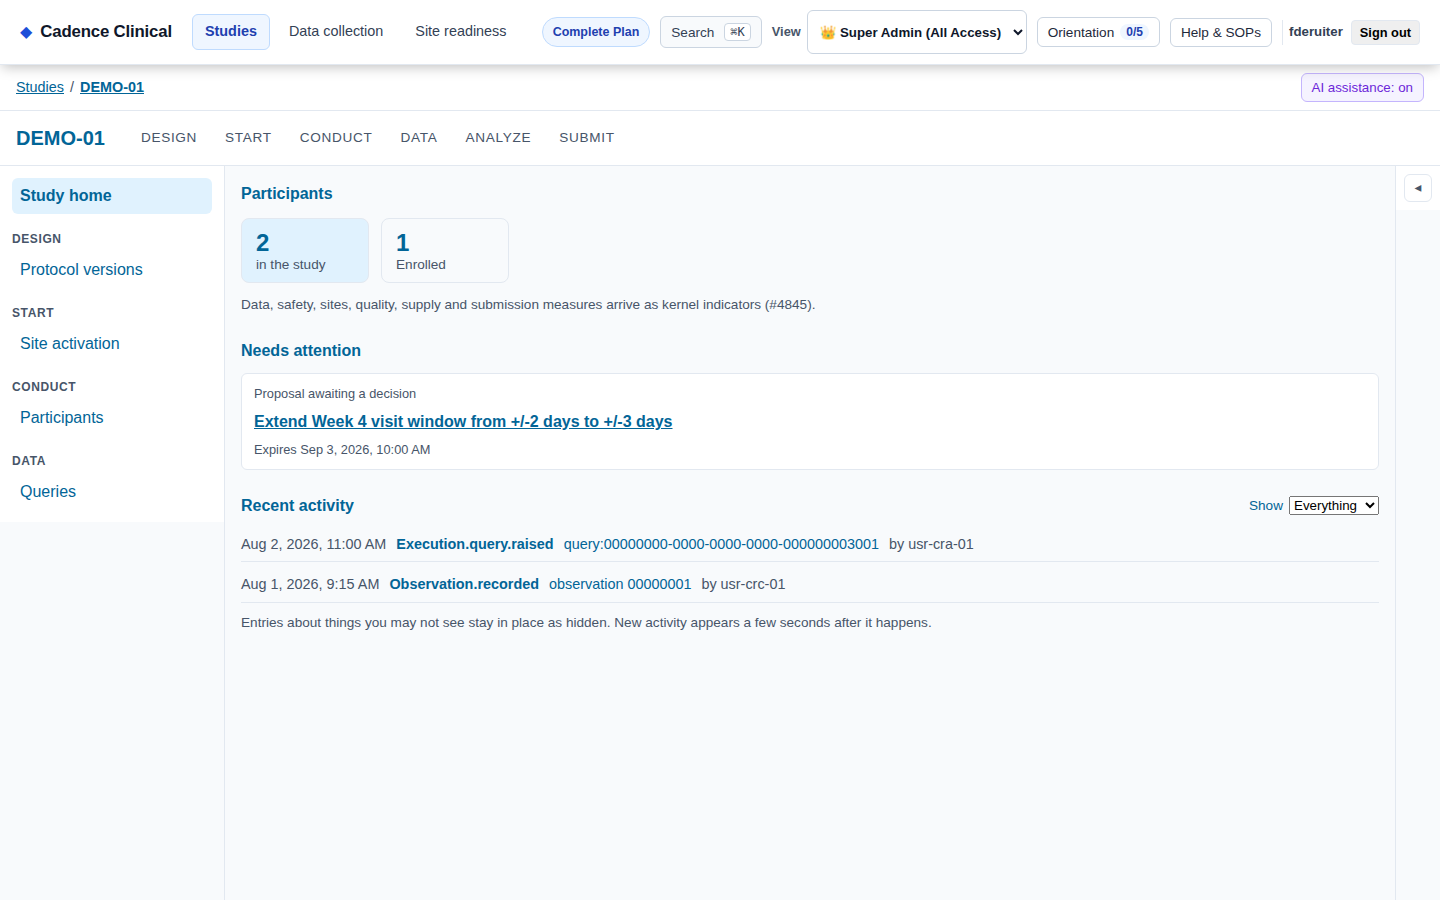 Cadence Clinical
Studies
Data collection
Site readiness
Complete Plan
Search ⌘K
View
👑 Super Admin (All Access)
Orientation 0/5
Help & SOPs
fderuiter
Sign out
Studies / DEMO-01
AI assistance: on
DEMO-01
DESIGN
START
CONDUCT
DATA
ANALYZE
SUBMIT
Study home
DESIGN
Protocol versions
START
Site activation
CONDUCT
Participants
DATA
Queries
Participants
2
in the study
1
Enrolled
Data, safety, sites, quality, supply and submission measures arrive as kernel indicators (#4845).
Needs attention
Proposal awaiting a decision
Extend Week 4 visit window from +/-2 days to +/-3 days
Expires Sep 3, 2026, 10:00 AM
Recent activity
Show Everything
Aug 2, 2026, 11:00 AM Execution.query.raised query:00000000-0000-0000-0000-000000003001 by usr-cra-01
Aug 1, 2026, 9:15 AM Observation.recorded observation 00000001 by usr-crc-01
Entries about things you may not see stay in place as hidden. New activity appears a few seconds after it happens.